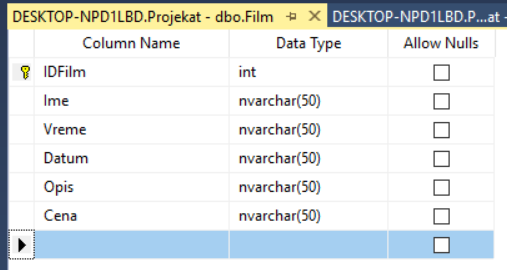 DESKTOP-NPD1LBD.Projekat - dbo.Film DESKTOP-NPD1LBD.P...at -
Column Name Data Type Allow Nulls
IDFilm int
Ime nvarchar(50)
Vreme nvarchar(50)
Datum nvarchar(50)
Opis nvarchar(50)
Cena nvarchar(50)